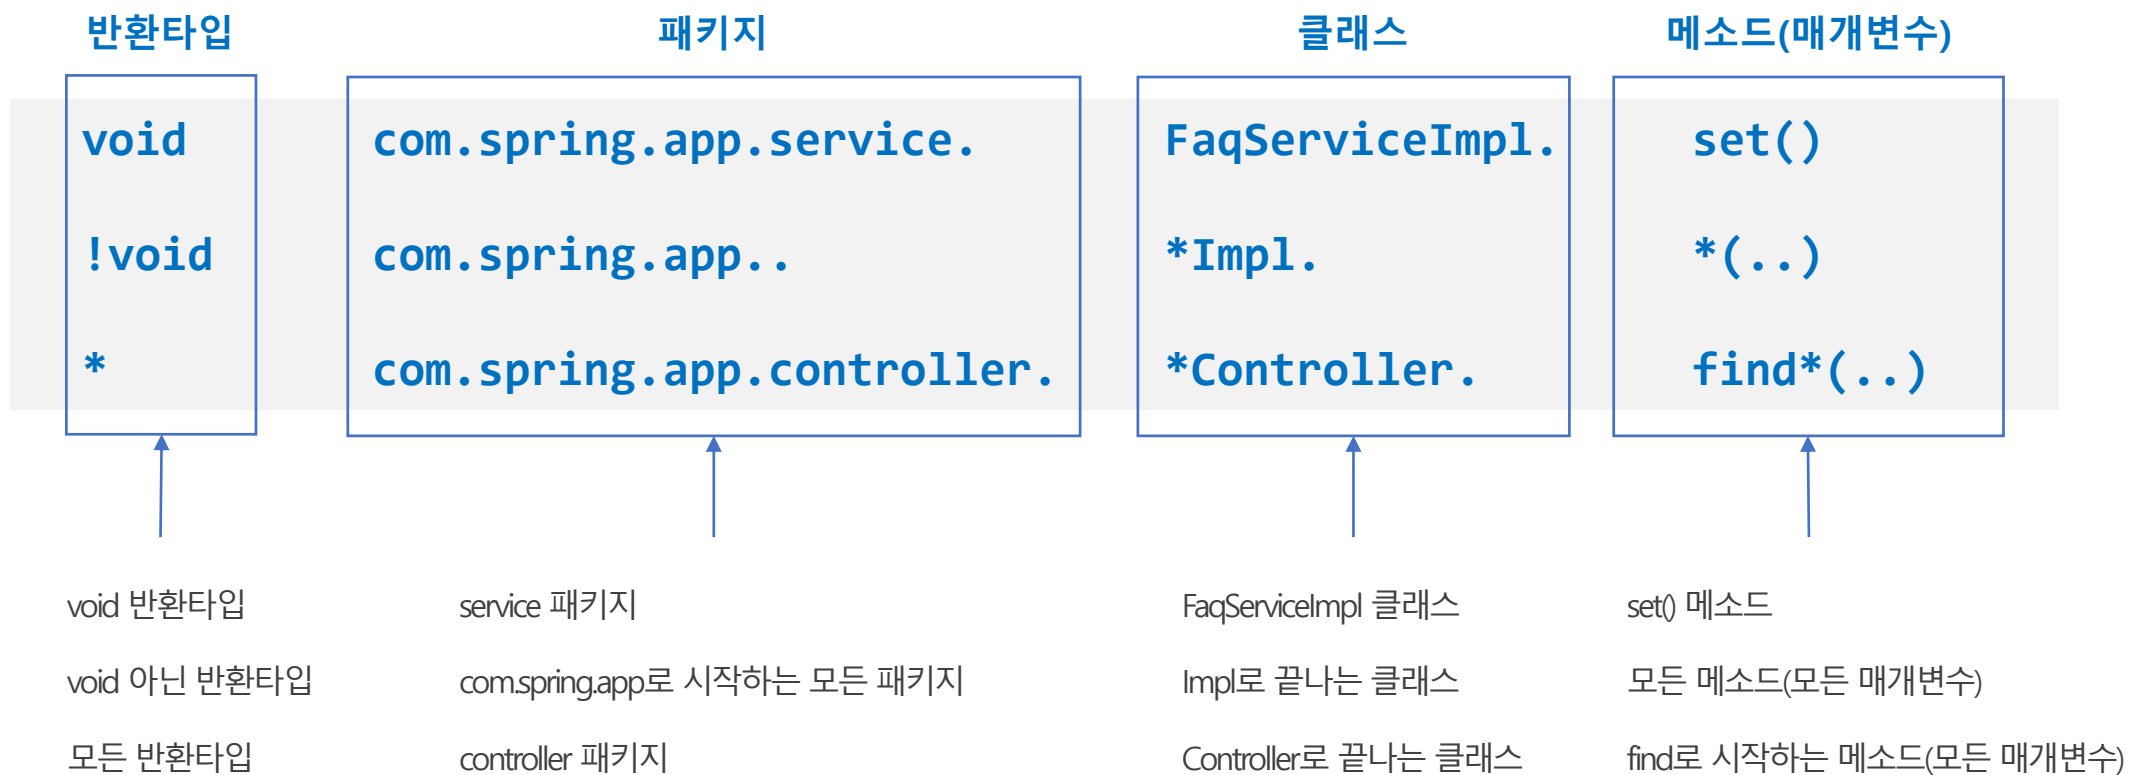 반환타입 패키지 클래스 메소드(매개변수)
void com.spring.app.service. FaqServiceImpl. set()
!void com.spring.app.. *Impl. *(..)
* com.spring.app.controller. *Controller. find*(..)
void 반환타입 service 패키지 FaqServiceImpl 클래스 set() 메소드
void 아닌 반환타입 com.spring.app로 시작하는 모든 패키지 Impl로 끝나는 클래스 모든 메소드(모든 매개변수)
모든 반환타입 controller 패키지 Controller로 끝나는 클래스 find로 시작하는 메소드(모든 매개변수)